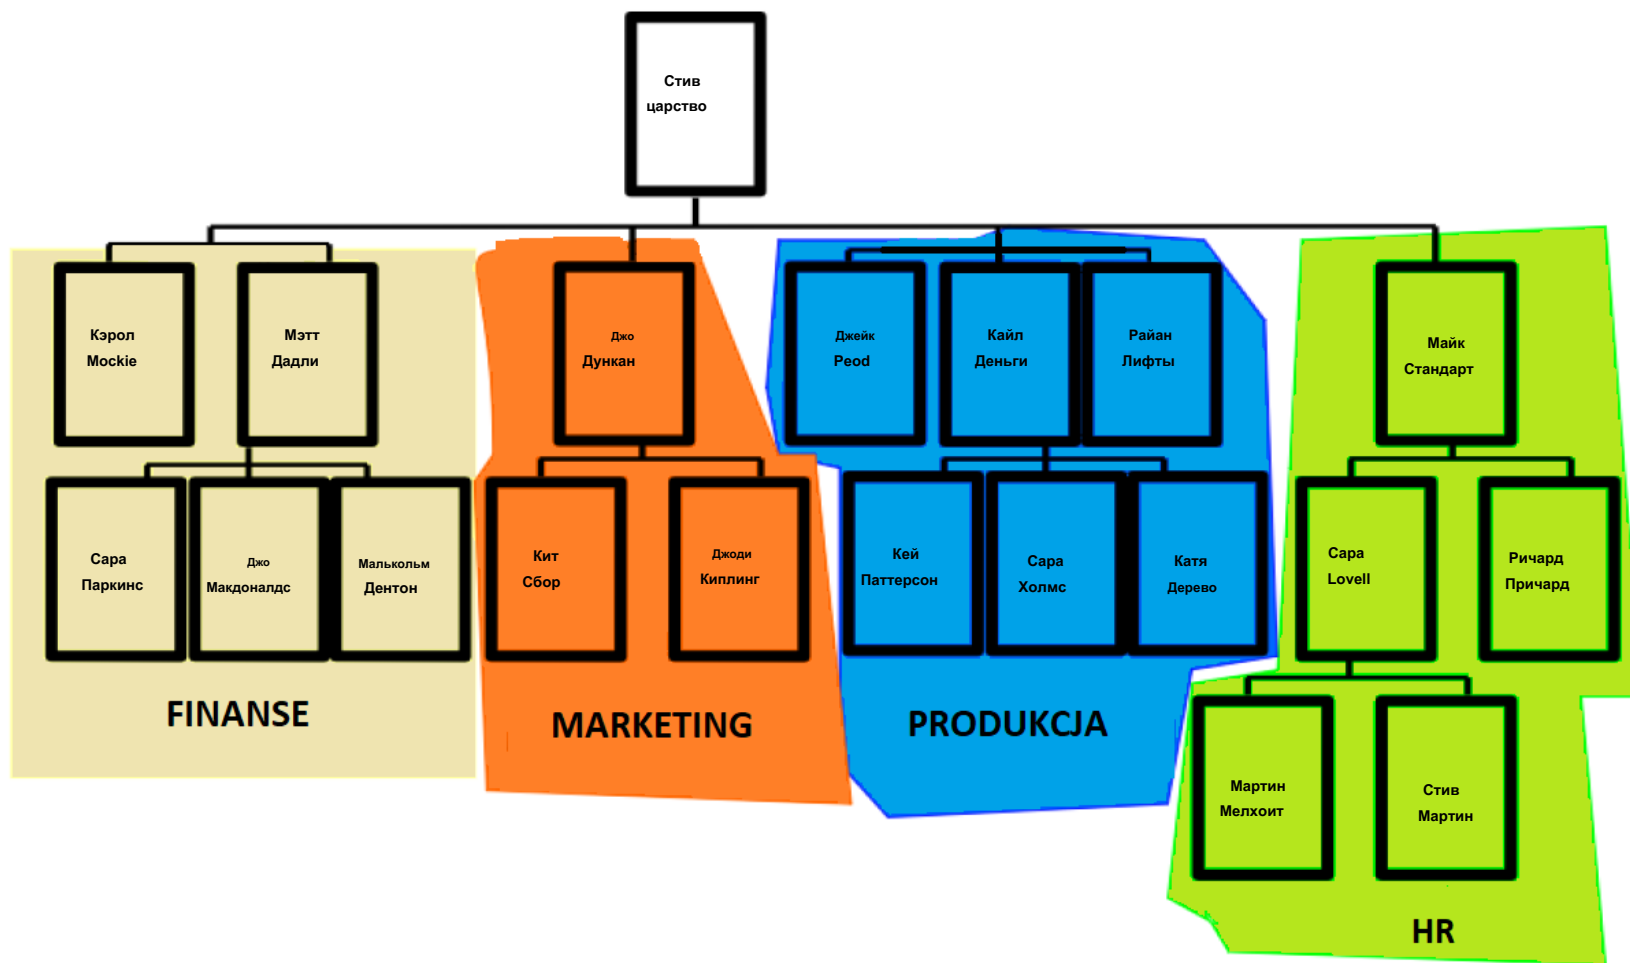 Стив
царство
Кэрол
Mockie
Мэтт
Дадли
Джо
Дункан
Джейк
Peod
Кайл
Деньги
Райан
Лифты
Майк
Стандарт
Сара
Паркинс
Джо
Макдоналдс
Малькольм
Дентон
Кит
Сбор
Джоди
Киплинг
Кей
Паттерсон
Сара
Холмс
Катя
Дерево
Сара
Lovell
Ричард
Причард
FINANSE
MARKETING
PRODUKCJA
Мартин
Мелхоит
Стив
Мартин
HR